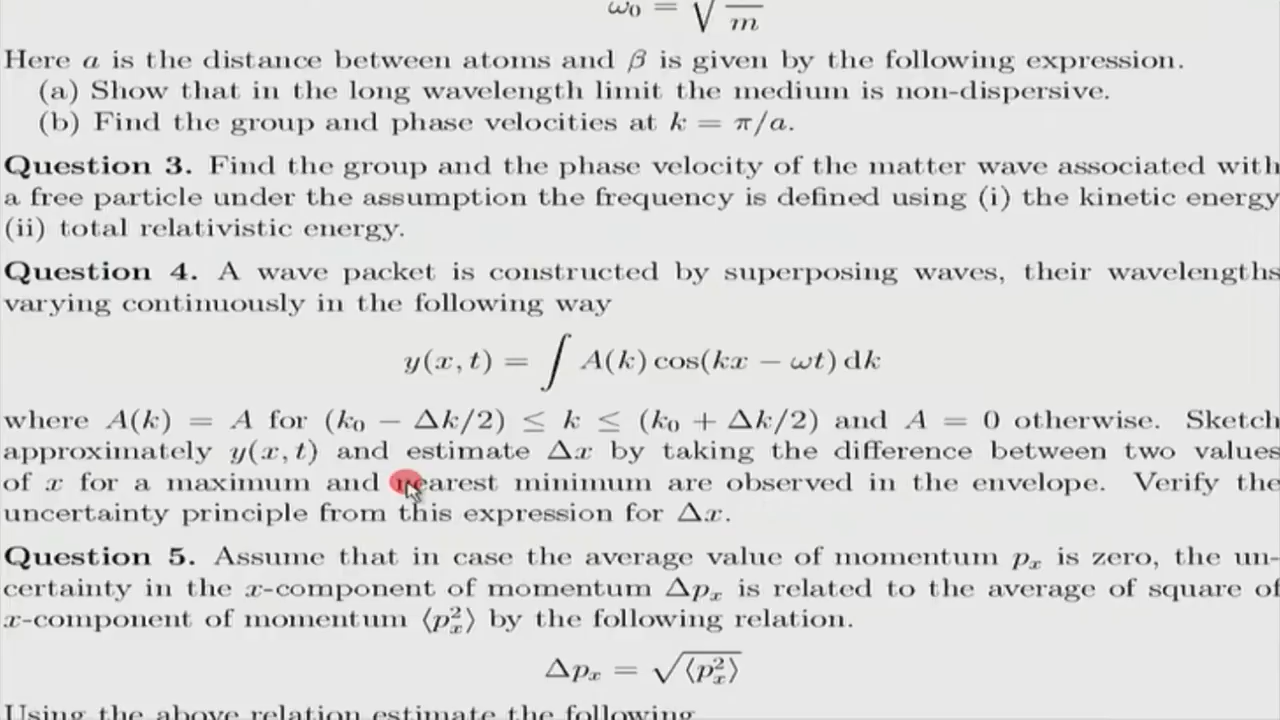 ω₀ = √ m
Here a is the distance between atoms and β is given by the following expression.
(a) Show that in the long wavelength limit the medium is non-dispersive.
(b) Find the group and phase velocities at k = π/a.
Question 3. Find the group and the phase velocity of the matter wave associated with
a free particle under the assumption the frequency is defined using (i) the kinetic energy
(ii) total relativistic energy.
Question 4. A wave packet is constructed by superposing waves, their wavelengths
varying continuously in the following way
y(x, t) = ∫ A(k) cos(kx − ωt) dk
where A(k) = A for (k₀ − Δk/2) ≤ k ≤ (k₀ + Δk/2) and A = 0 otherwise. Sketch
approximately y(x, t) and estimate Δx by taking the difference between two values
of x for a maximum and nearest minimum are observed in the envelope. Verify the
uncertainty principle from this expression for Δx.
Question 5. Assume that in case the average value of momentum pₓ is zero, the un-
certainty in the x-component of momentum Δpₓ is related to the average of square of
x-component of momentum ⟨pₓ²⟩ by the following relation.
Δpₓ = √⟨pₓ²⟩
Using the above relation estimate the following